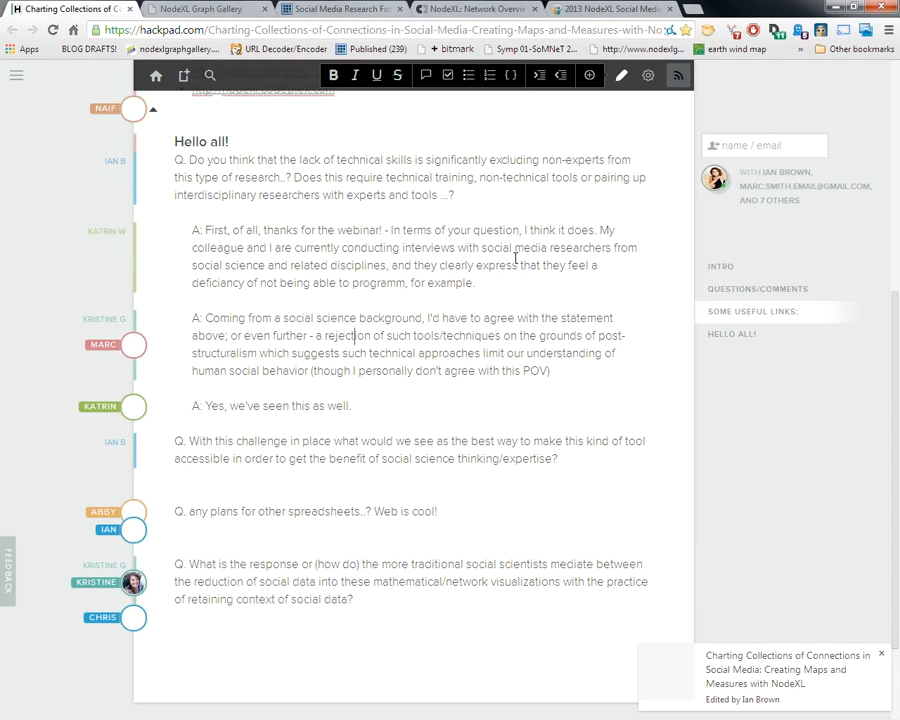 Charting Collections of C
NodeXL Graph Gallery
Social Media Research Fo
NodeXL: Network Overvi
2013 NodeXL Social Medi
https://hackpad.com/Charting-Collections-of-Connections-in-Social-Media-Creating-Maps-and-Measures-with-No
Apps
BLOG DRAFTS!
nodexlgraphgallery....
URL Decoder/Encoder
Published (239)
+ bitmark
Symp 01-SoMNeT 2...
http://www.nodexlg...
earth wind map
Other bookmarks
B I U S
NAIF
Hello all!
IAN B
Q. Do you think that the lack of technical skills is significantly excluding non-experts from
this type of research..? Does this require technical training, non-technical tools or pairing up
interdisciplinary researchers with experts and tools ...?
KATRIN W
A: First, of all, thanks for the webinar! - In terms of your question, I think it does. My
colleague and I are currently conducting interviews with social media researchers from
social science and related disciplines, and they clearly express that they feel a
deficiancy of not being able to programm, for example.
KRISTINE G
A: Coming from a social science background, I'd have to agree with the statement
MARC
above; or even further - a rejection of such tools/techniques on the grounds of post-
structuralism which suggests such technical approaches limit our understanding of
human social behavior (though I personally don't agree with this POV)
KATRIN
A: Yes, we've seen this as well.
IAN B
Q. With this challenge in place what would we see as the best way to make this kind of tool
accessible in order to get the benefit of social science thinking/expertise?
ABBY
Q. any plans for other spreadsheets..? Web is cool!
IAN
KRISTINE G
Q. What is the response or (how do) the more traditional social scientists mediate between
KRISTINE
the reduction of social data into these mathematical/network visualizations with the practice
of retaining context of social data?
CHRIS
FEEDBACK
name / email
WITH IAN BROWN,
MARC.SMITH.EMAIL@GMAIL.COM,
AND 7 OTHERS
INTRO
QUESTIONS/COMMENTS
SOME USEFUL LINKS:
HELLO ALL!
Charting Collections of Connections in
Social Media: Creating Maps and
Measures with NodeXL
Edited by Ian Brown